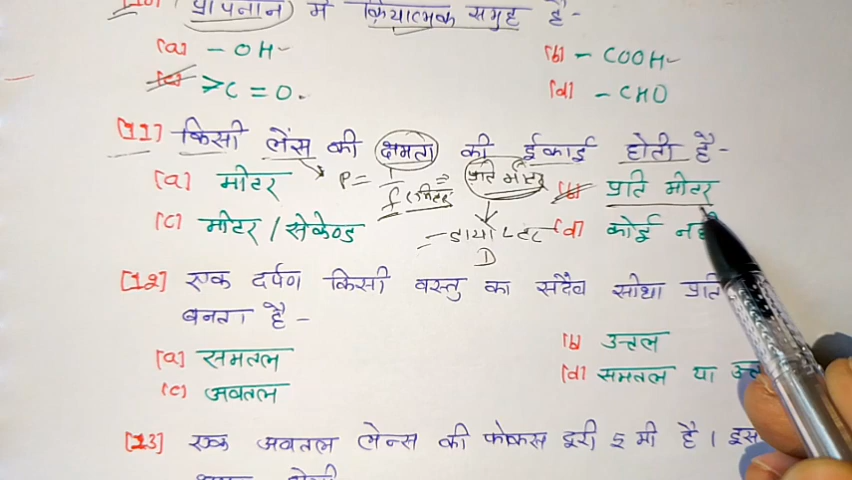 प्रोपेनोन में क्रियात्मक समूह है -
[a] - OH - [b] - COOH -
[c] >C = O. [d] - CHO
[11] किसी लेंस की क्षमता की ईकाई होती है -
[a] मीटर P = 1/f (मीटर) = प्रति मीटर [b] प्रति मीटर
[c] मीटर / सेकेण्ड डायोप्टर [d] कोई नही
D
[12] एक दर्पण किसी वस्तु का सदैव सीधा प्रति
बनता है -
[a] समतल [b] उत्तल
[c] अवतल [d] समतल या उत्त
[13] एक अवतल लेन्स की फोकस दूरी 5 मी है। इस